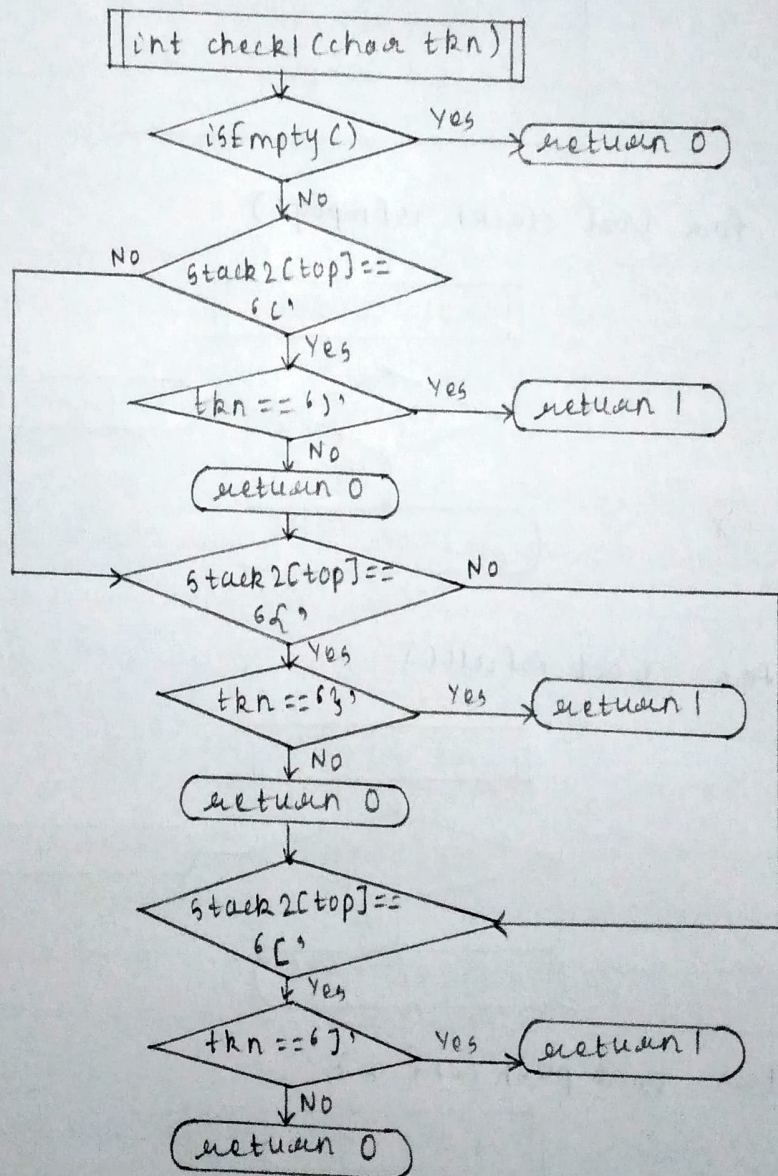 int check1(char tkn)
isEmpty()
Yes
return 0
No
No
stack2[top]==
'('
Yes
tkn == ')'
Yes
return 1
No
return 0
stack2[top]==
'{'
No
Yes
tkn == '}'
Yes
return 1
No
return 0
stack2[top]==
'['
Yes
tkn == ']'
Yes
return 1
No
return 0